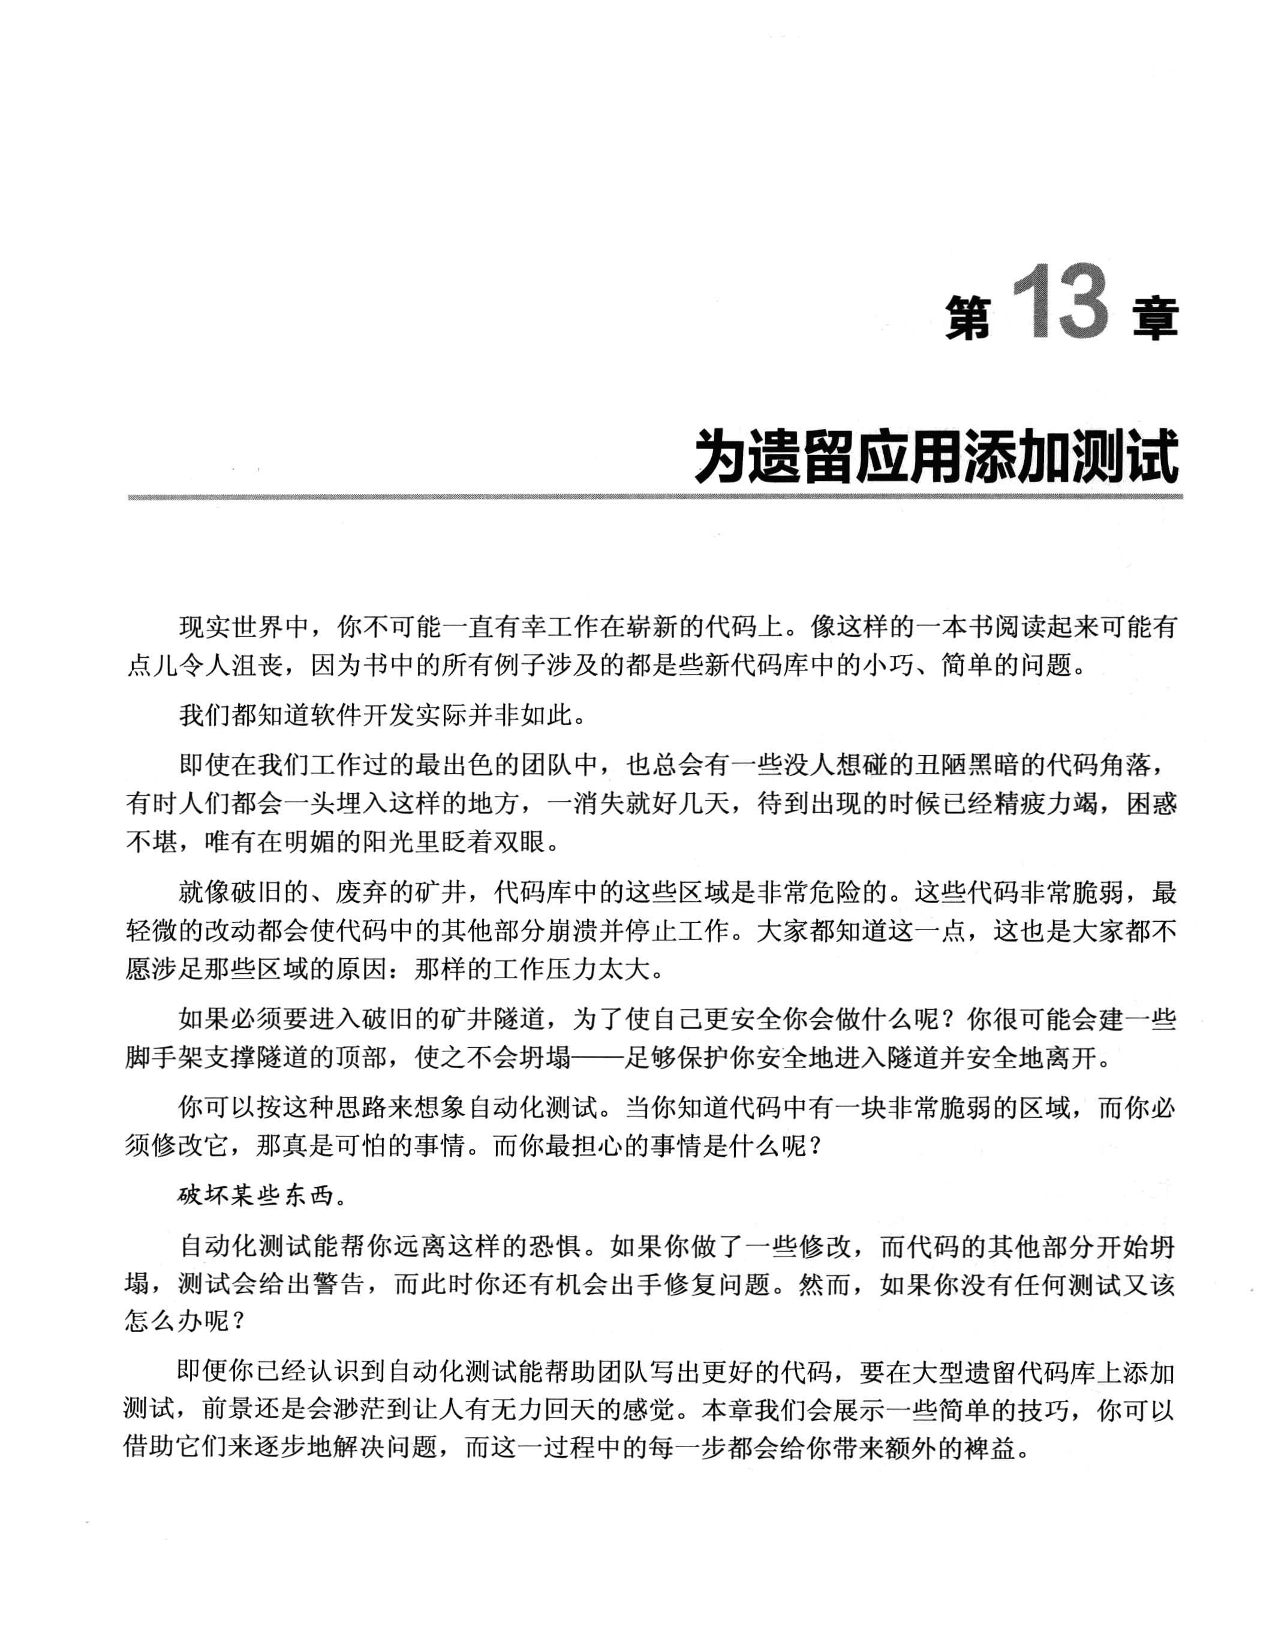 第13章
为遗留应用添加测试
现实世界中，你不可能一直有幸工作在崭新的代码上。像这样的一本书阅读起来可能有
点儿令人沮丧，因为书中的所有例子涉及的都是些新代码库中的小巧、简单的问题。
我们都知道软件开发实际并非如此。
即使在我们工作过的最出色的团队中，也总会有一些没人想碰的丑陋黑暗的代码角落，
有时人们都会一头埋入这样的地方，一消失就好几天，待到出现的时候已经精疲力竭，困惑
不堪，唯有在明媚的阳光里眨着双眼。
就像破旧的、废弃的矿井，代码库中的这些区域是非常危险的。这些代码非常脆弱，最
轻微的改动都会使代码中的其他部分崩溃并停止工作。大家都知道这一点，这也是大家都不
愿涉足那些区域的原因：那样的工作压力太大。
如果必须要进入破旧的矿井隧道，为了使自己更安全你会做什么呢？你很可能会建一些
脚手架支撑隧道的顶部，使之不会坍塌——足够保护你安全地进入隧道并安全地离开。
你可以按这种思路来想象自动化测试。当你知道代码中有一块非常脆弱的区域，而你必
须修改它，那真是可怕的事情。而你最担心的事情是什么呢？
破坏某些东西。
自动化测试能帮你远离这样的恐惧。如果你做了一些修改，而代码的其他部分开始坍
塌，测试会给出警告，而此时你还有机会出手修复问题。然而，如果你没有任何测试又该
怎么办呢？
即便你已经认识到自动化测试能帮助团队写出更好的代码，要在大型遗留代码库上添加
测试，前景还是会渺茫到让人有无力回天的感觉。本章我们会展示一些简单的技巧，你可以
借助它们来逐步地解决问题，而这一过程中的每一步都会给你带来额外的裨益。